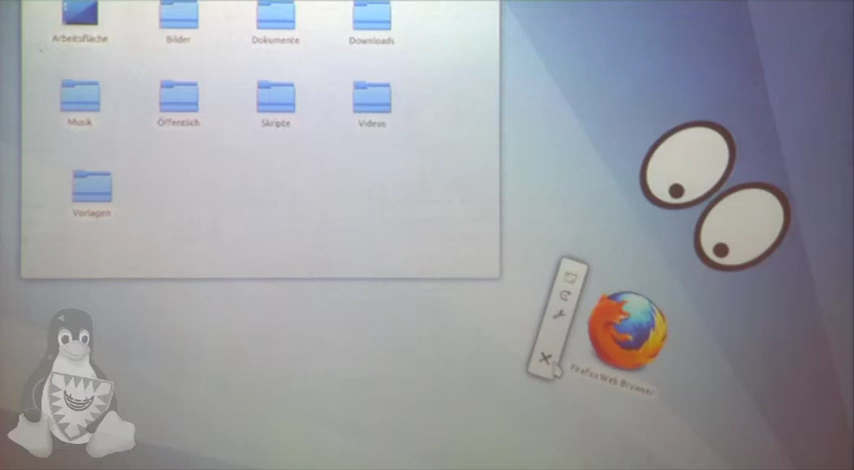 Arbeitsfläche Bilder Dokumente Downloads
Musik Öffentlich Skripte Videos
Vorlagen
Firefox Web Browser